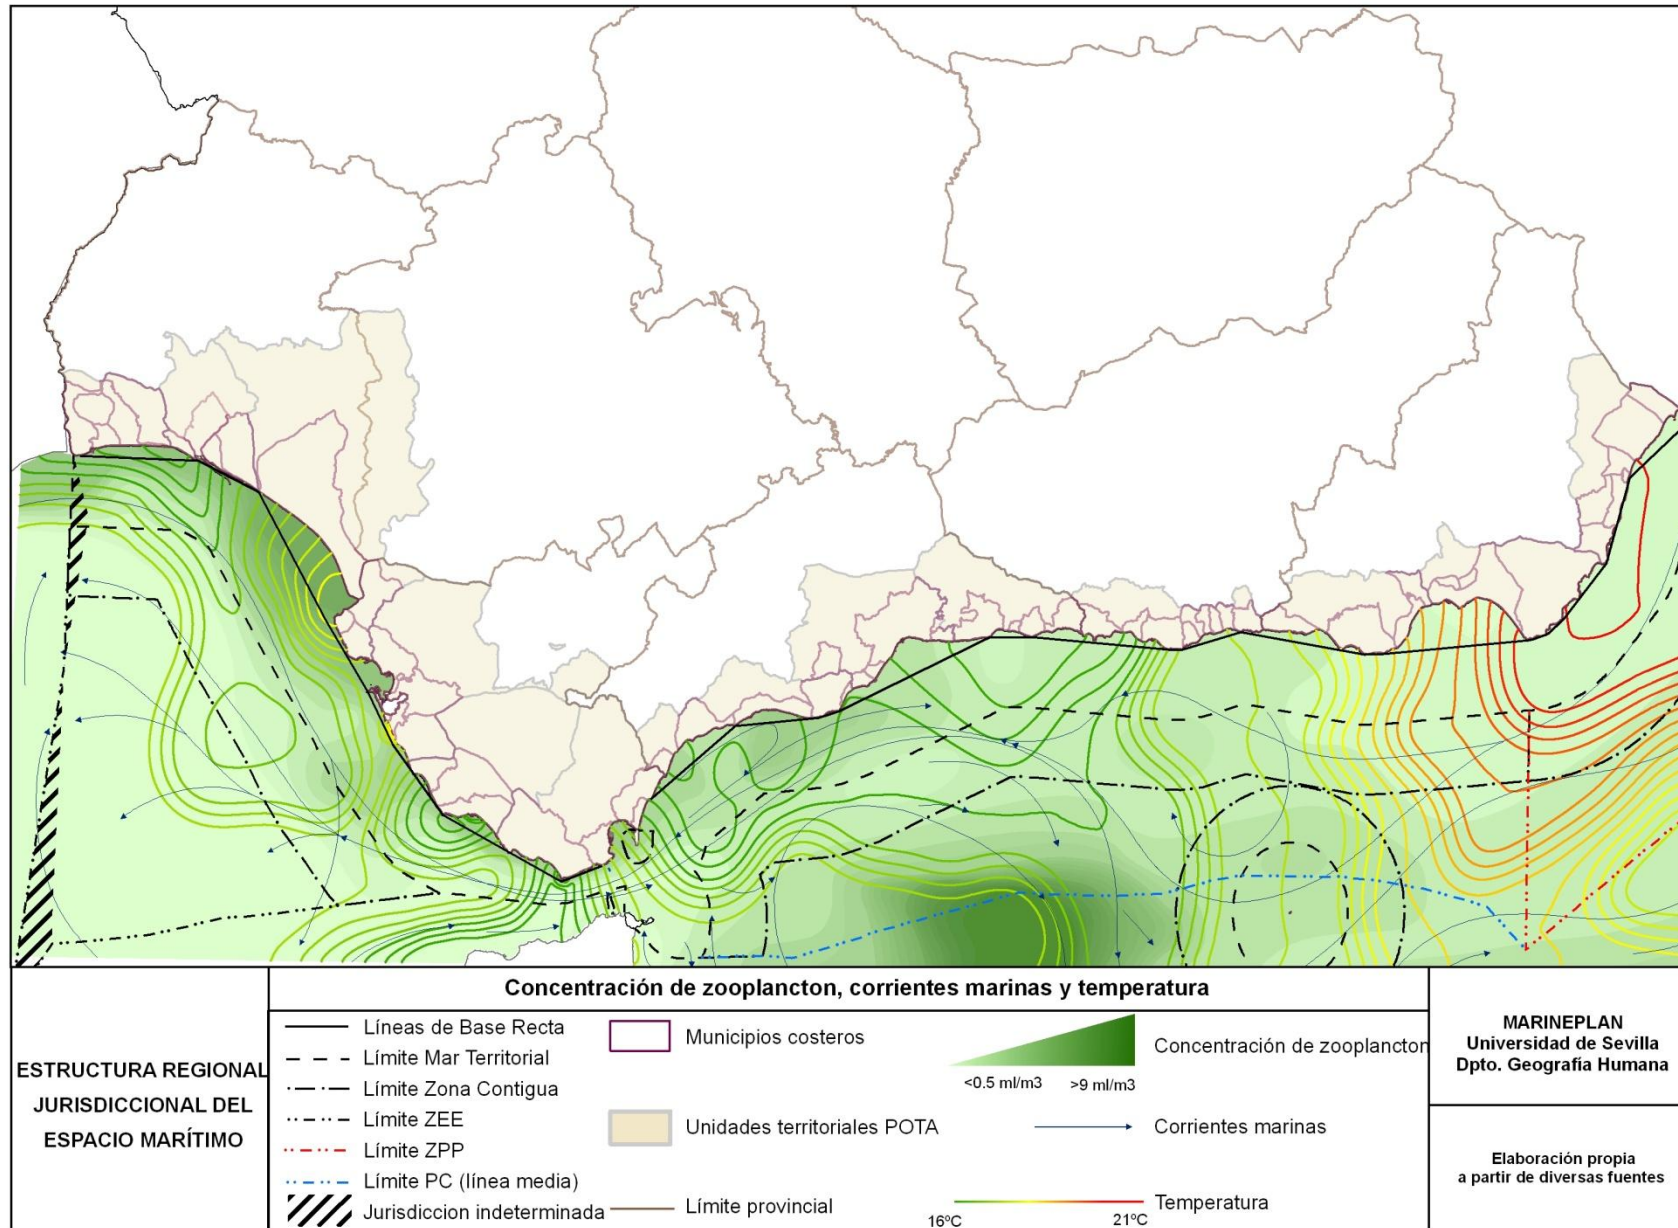 Concentración de zooplancton, corrientes marinas y temperatura
ESTRUCTURA REGIONAL
JURISDICCIONAL DEL
ESPACIO MARÍTIMO
Líneas de Base Recta
Límite Mar Territorial
Límite Zona Contigua
Límite ZEE
Límite ZPP
Límite PC (línea media)
Jurisdiccion indeterminada
Municipios costeros
Unidades territoriales POTA
Límite provincial
Concentración de zooplancton
<0.5 ml/m3 >9 ml/m3
Corrientes marinas
Temperatura
16ºC 21ºC
MARINEPLAN
Universidad de Sevilla
Dpto. Geografía Humana
Elaboración propia
a partir de diversas fuentes